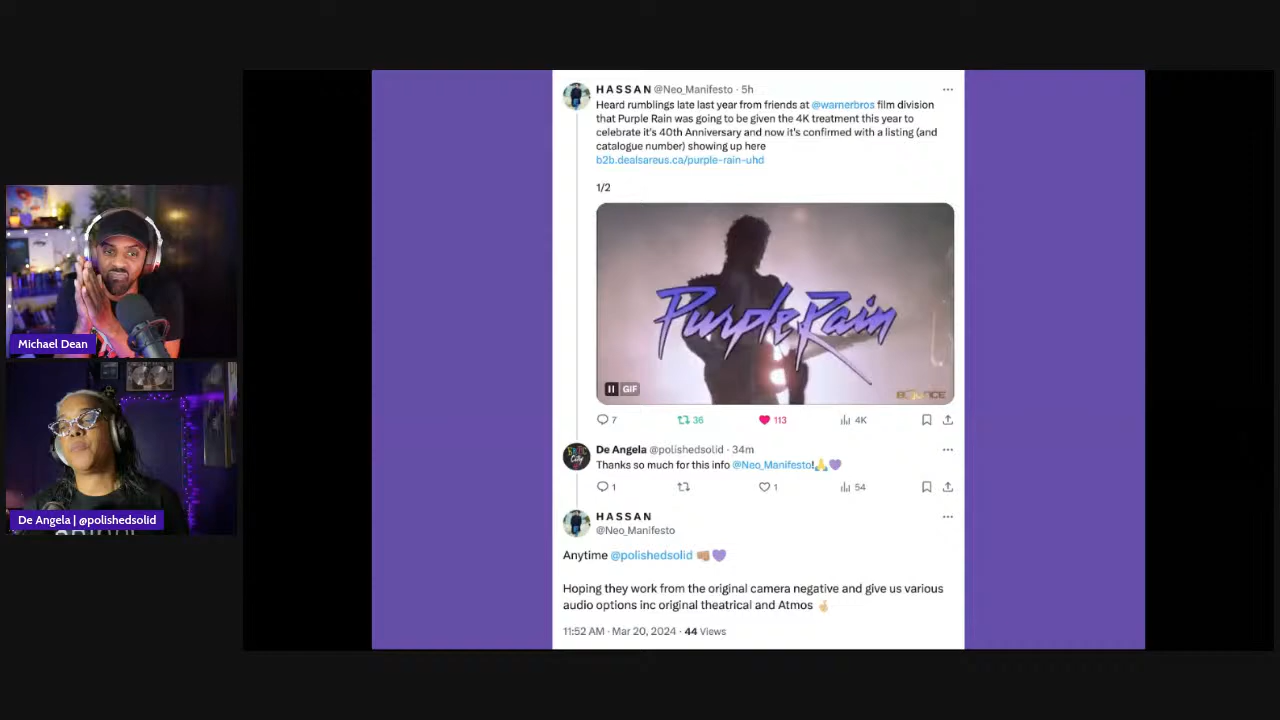 HASSAN @Neo_Manifesto · 5h
Heard rumblings late last year from friends at @warnerbros film division
that Purple Rain was going to be given the 4K treatment this year to
celebrate it's 40th Anniversary and now it's confirmed with a listing (and
catalogue number) showing up here
b2b.dealsareus.ca/purple-rain-uhd
1/2
Purple Rain
GIF
BOUNCE
7 36 113 4K
De Angela @polishedsolid · 34m
Thanks so much for this info @Neo_Manifesto!🙏💜
1 1 54
HASSAN
@Neo_Manifesto
Anytime @polishedsolid 👊🏽💜
Hoping they work from the original camera negative and give us various
audio options inc original theatrical and Atmos 🤞🏼
11:52 AM · Mar 20, 2024 · 44 Views
Michael Dean
De Angela | @polishedsolid